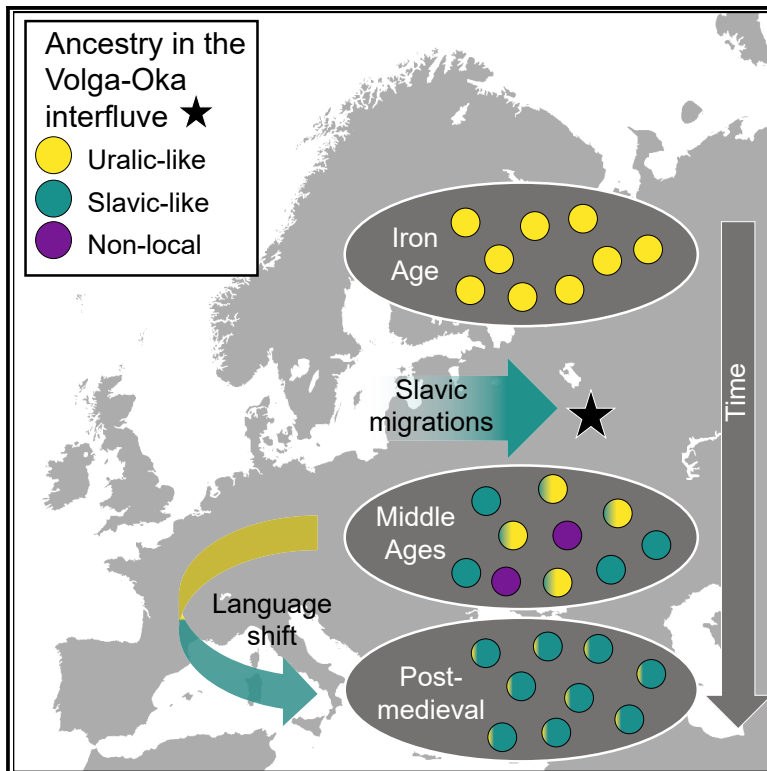 Ancestry in the
Volga-Oka
interfluve
Uralic-like
Slavic-like
Non-local
Iron
Age
Slavic
migrations
Time
Middle
Ages
Language
shift
Post-
medieval